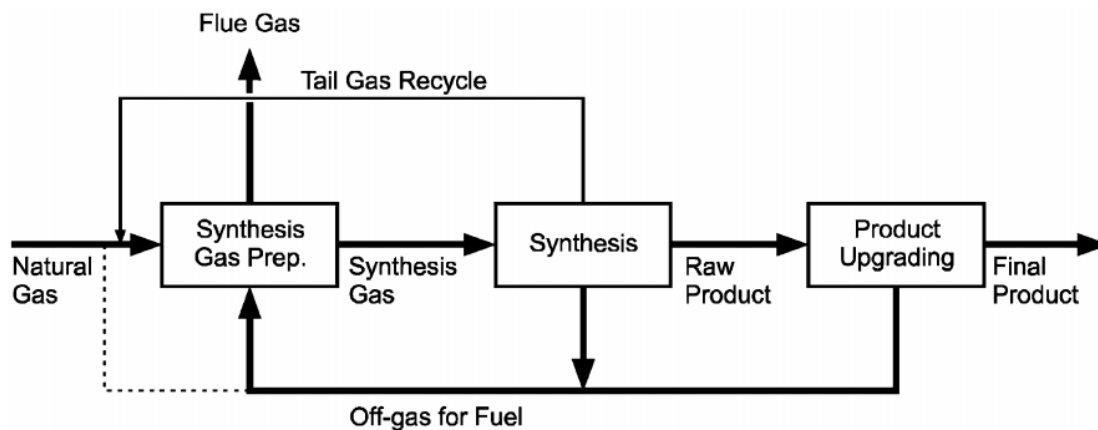 Flue Gas
Tail Gas Recycle
Synthesis
Gas Prep.
Synthesis
Product
Upgrading
Natural
Gas
Synthesis
Gas
Raw
Product
Final
Product
Off-gas for Fuel